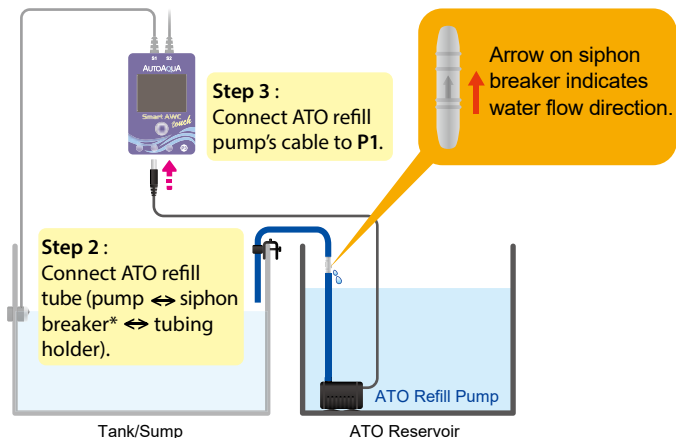 S1 S2
AUTOAQUA
Smart AWC
touch
Step 3 :
Connect ATO refill
pump's cable to P1.
Arrow on siphon
breaker indicates
water flow direction.
Step 2 :
Connect ATO refill
tube (pump ↔ siphon
breaker* ↔ tubing
holder).
ATO Refill Pump
Tank/Sump
ATO Reservoir